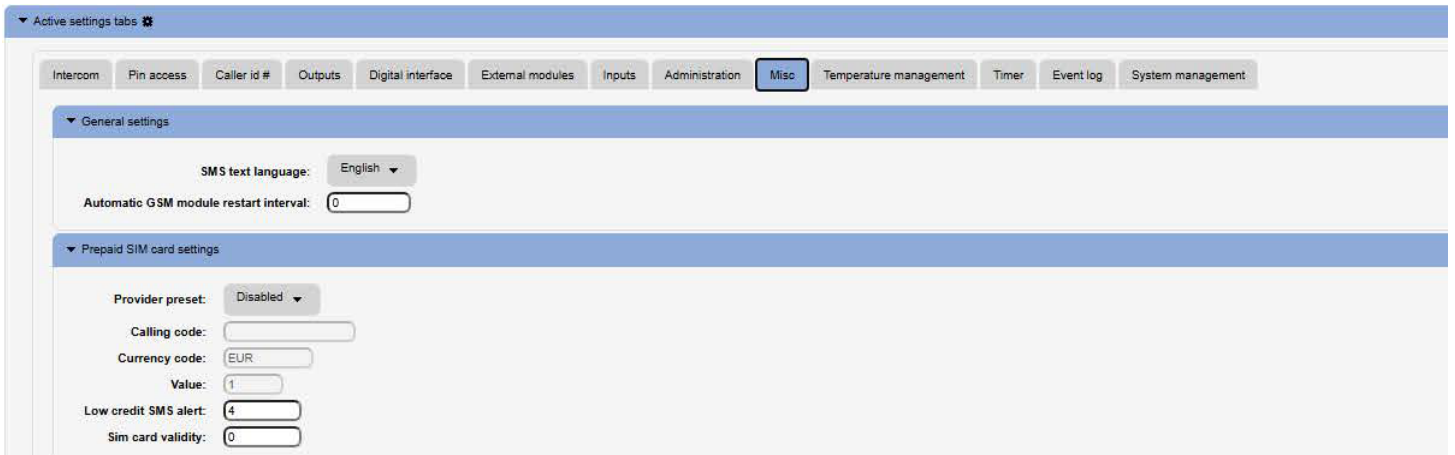 Active settings tabs
Intercom Pin access Caller id # Outputs Digital interface External modules Inputs Administration Misc Temperature management Timer Event log System management
General settings
SMS text language: English
Automatic GSM module restart interval: 0
Prepaid SIM card settings
Provider preset: Disabled
Calling code:
Currency code: EUR
Value: 1
Low credit SMS alert: 4
Sim card validity: 0